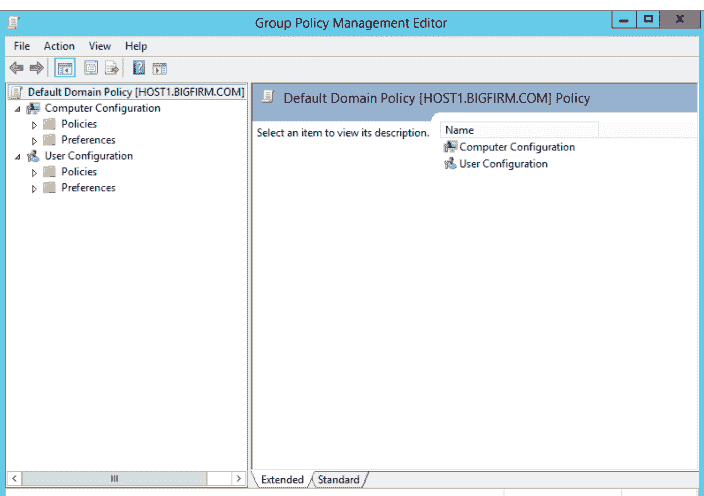 Group Policy Management Editor
File Action View Help
Default Domain Policy [HOST1.BIGFIRM.COM]
Computer Configuration
Policies
Preferences
User Configuration
Policies
Preferences
Default Domain Policy [HOST1.BIGFIRM.COM] Policy
Select an item to view its description.
Name
Computer Configuration
User Configuration
Extended Standard